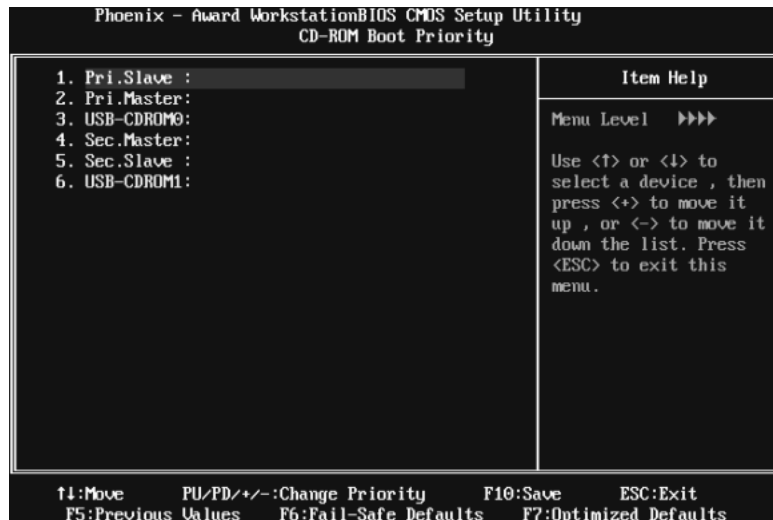 Phoenix - Award WorkstationBIOS CMOS Setup Utility
CD-ROM Boot Priority
1. Pri.Slave :
2. Pri.Master:
3. USB-CDROM0:
4. Sec.Master:
5. Sec.Slave :
6. USB-CDROM1:
Item Help
Menu Level ▶▶▶▶
Use <↑> or <↓> to
select a device , then
press <+> to move it
up , or <-> to move it
down the list. Press
<ESC> to exit this
menu.
↑↓:Move PU/PD/+/-:Change Priority F10:Save ESC:Exit
F5:Previous Values F6:Fail-Safe Defaults F7:Optimized Defaults